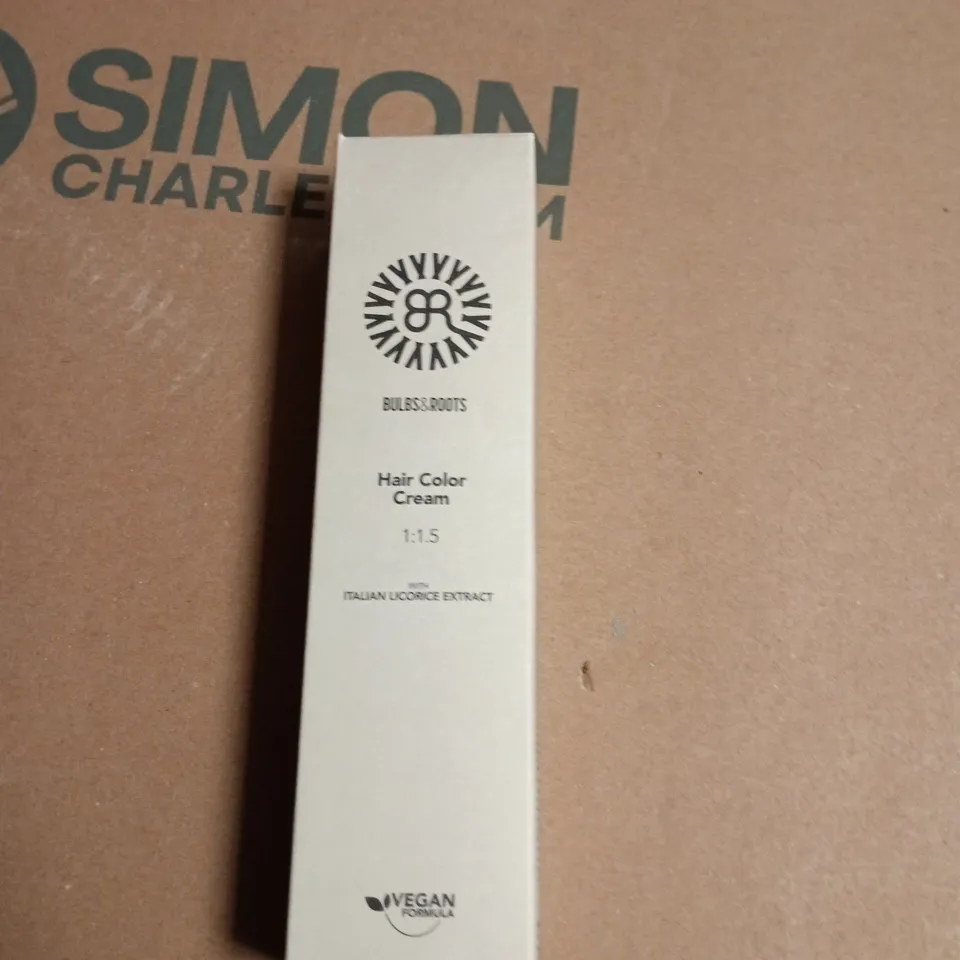 SIMON
CHARLE
M
BULBS&ROOTS
Hair Color
Cream
1:1.5
WITH
ITALIAN LICORICE EXTRACT
VEGAN
FORMULA